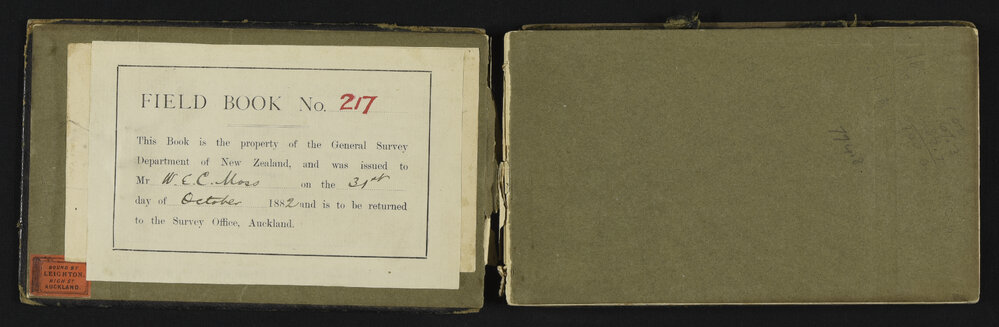 FIELD BOOK No. 217
This Book is the property of the General Survey
Department of New Zealand, and was issued to
Mr W. E. C. Moss on the 31st
day of October 1882 and is to be returned
to the Survey Office, Auckland.
BOUND BY
LEIGHTON.
HIGH ST
AUCKLAND.